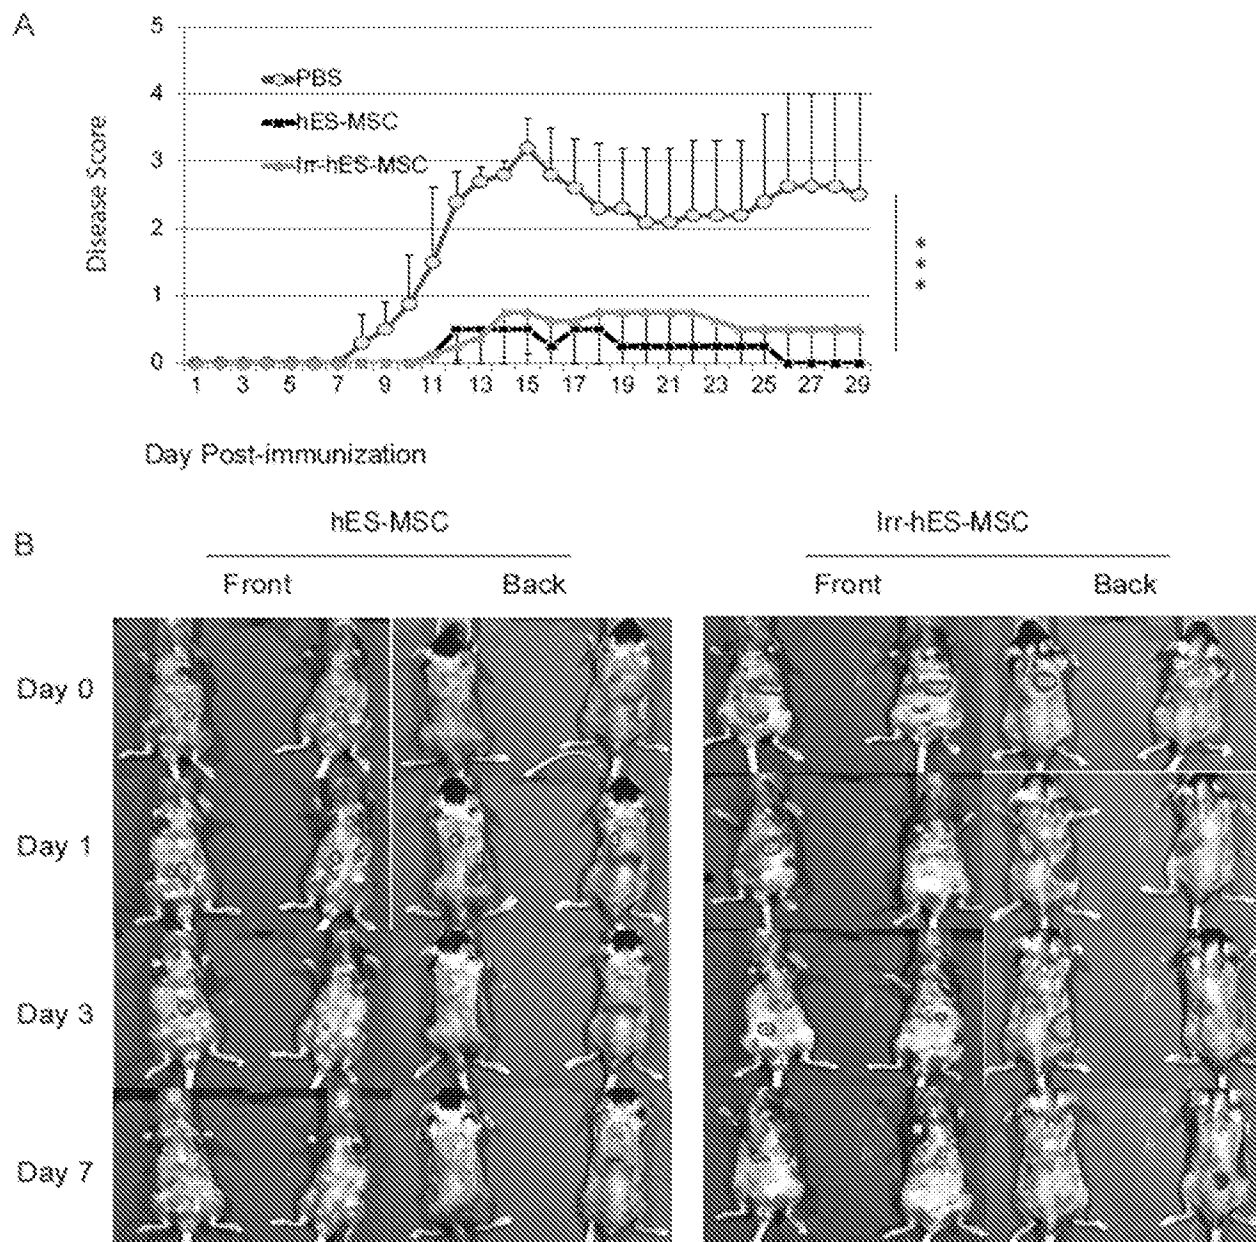 A
5
4
3
2
1
0
Disease Score
PBS
hES-MSC
Irr-hES-MSC
***
1 3 5 7 9 11 13 15 17 19 21 23 25 27 29
Day Post-immunization
B
hES-MSC Irr-hES-MSC
Front Back Front Back
Day 0
Day 1
Day 3
Day 7